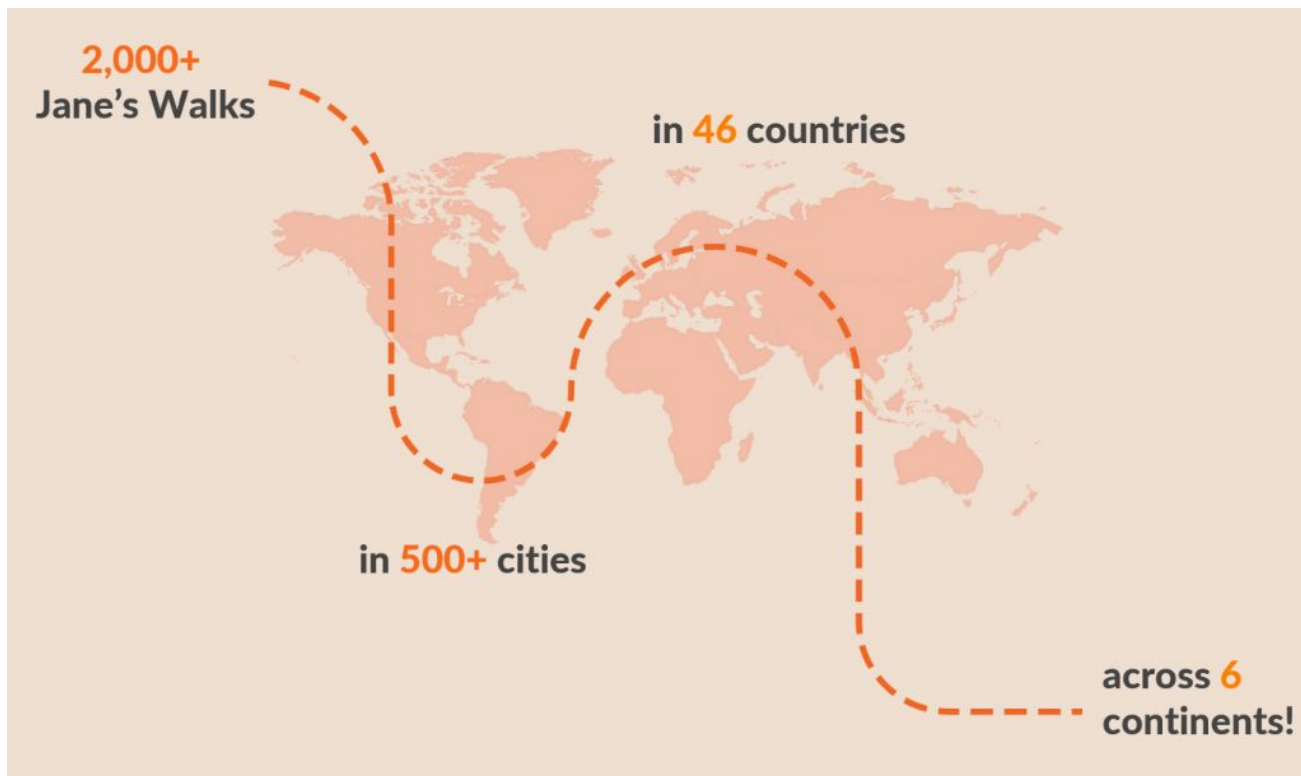 2,000+
Jane's Walks
in 500+ cities
in 46 countries
across 6
continents!